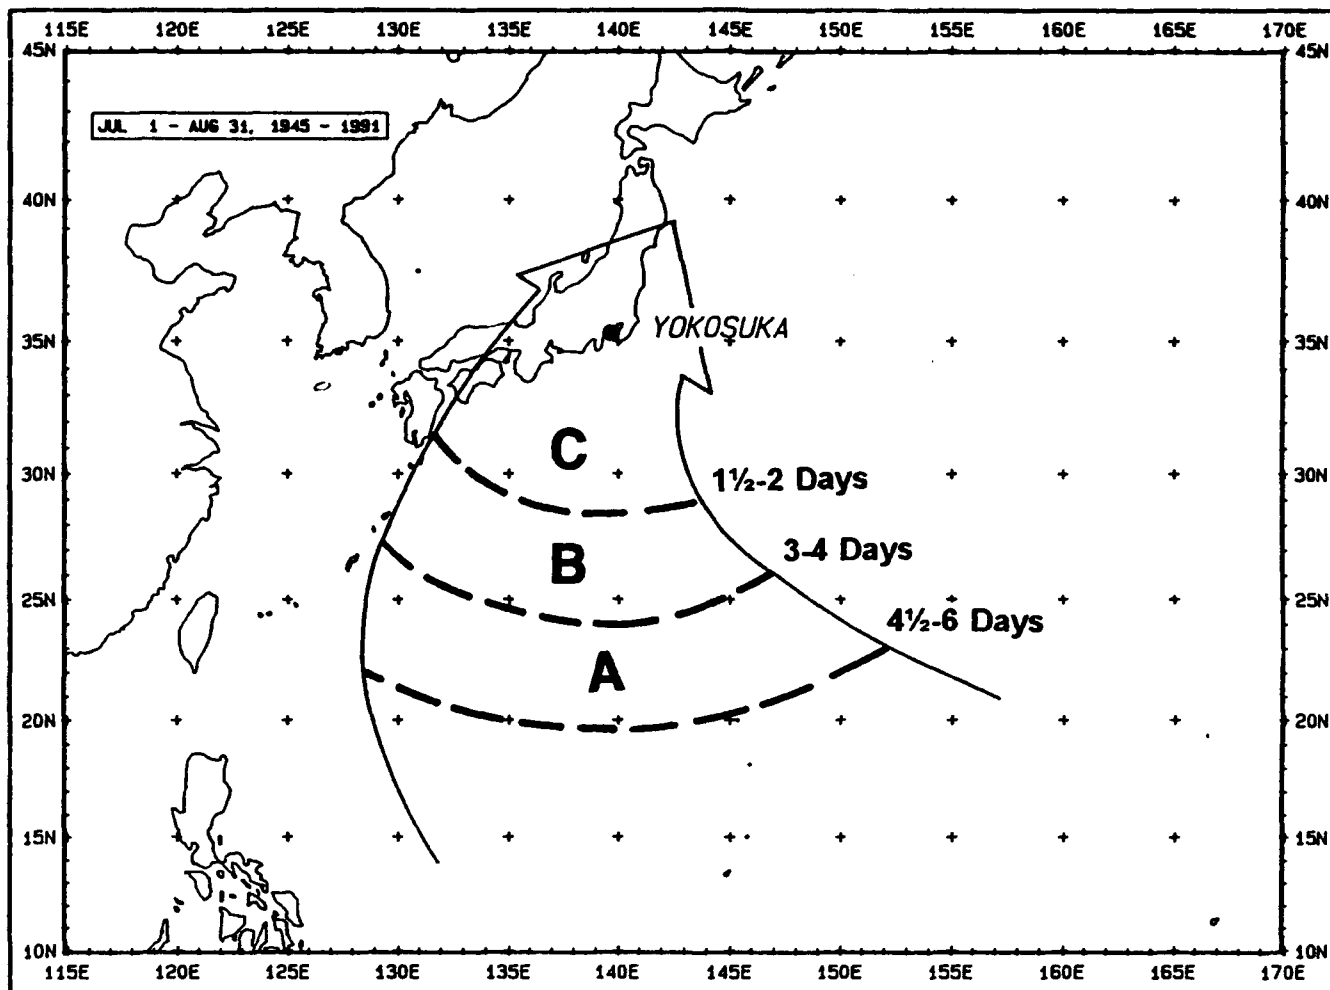 115E 120E 125E 130E 135E 140E 145E 150E 155E 160E 165E 170E
45N 45N
JUL 1 - AUG 31, 1945 - 1991
40N 40N
YOKOSUKA
35N 35N
C
30N 1½-2 Days 30N
3-4 Days
B
25N 25N
4½-6 Days
A
20N 20N
15N 15N
10N 10N
115E 120E 125E 130E 135E 140E 145E 150E 155E 160E 165E 170E